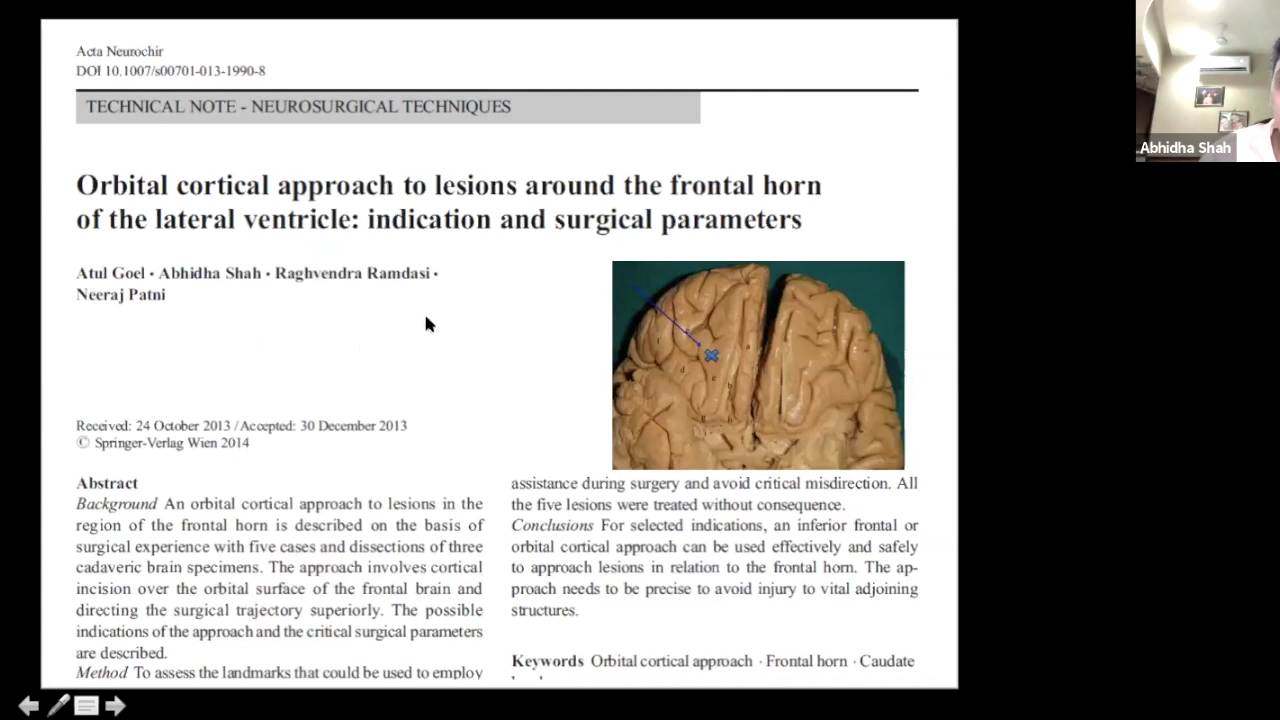 Acta Neurochir
DOI 10.1007/s00701-013-1990-8
TECHNICAL NOTE - NEUROSURGICAL TECHNIQUES
Orbital cortical approach to lesions around the frontal horn
of the lateral ventricle: indication and surgical parameters
Atul Goel · Abhidha Shah · Raghvendra Ramdasi ·
Neeraj Patni
Received: 24 October 2013 / Accepted: 30 December 2013
© Springer-Verlag Wien 2014
Abstract
Background An orbital cortical approach to lesions in the
region of the frontal horn is described on the basis of
surgical experience with five cases and dissections of three
cadaveric brain specimens. The approach involves cortical
incision over the orbital surface of the frontal brain and
directing the surgical trajectory superiorly. The possible
indications of the approach and the critical surgical parameters
are described.
Method To assess the landmarks that could be used to employ
assistance during surgery and avoid critical misdirection. All
the five lesions were treated without consequence.
Conclusions For selected indications, an inferior frontal or
orbital cortical approach can be used effectively and safely
to approach lesions in relation to the frontal horn. The ap-
proach needs to be precise to avoid injury to vital adjoining
structures.
Keywords Orbital cortical approach · Frontal horn · Caudate
a
f
d
c
b
Abhidha Shah